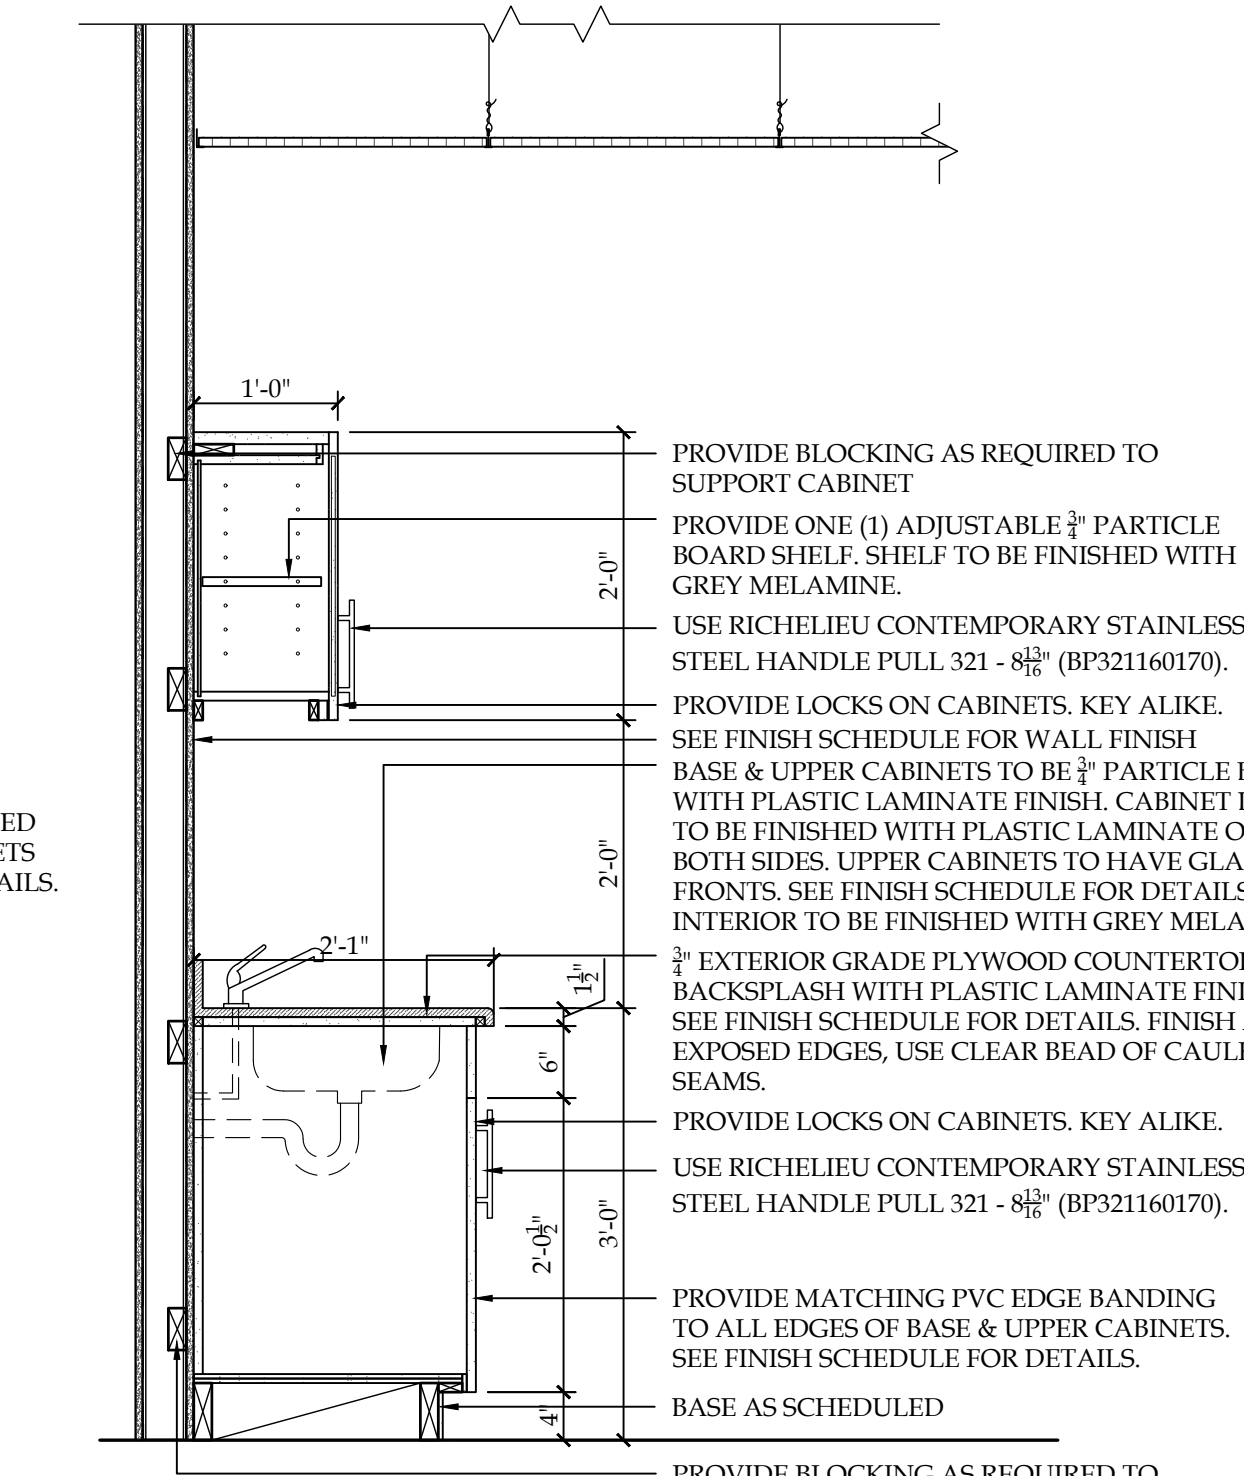 1'-0"
PROVIDE BLOCKING AS REQUIRED TO
SUPPORT CABINET
PROVIDE ONE (1) ADJUSTABLE 3/4" PARTICLE
BOARD SHELF. SHELF TO BE FINISHED WITH
GREY MELAMINE.
2'-0"
USE RICHELIEU CONTEMPORARY STAINLESS
STEEL HANDLE PULL 321 - 8 13/16" (BP321160170).
PROVIDE LOCKS ON CABINETS. KEY ALIKE.
SEE FINISH SCHEDULE FOR WALL FINISH
BASE & UPPER CABINETS TO BE 3/4" PARTICLE
WITH PLASTIC LAMINATE FINISH. CABINET
TO BE FINISHED WITH PLASTIC LAMINATE
BOTH SIDES. UPPER CABINETS TO HAVE
FRONTS. SEE FINISH SCHEDULE FOR DETAILS
INTERIOR TO BE FINISHED WITH GREY
AILS.
2'-0"
2'-1"
1 1/2"
3/4" EXTERIOR GRADE PLYWOOD
BACKSPLASH WITH PLASTIC LAMINATE
SEE FINISH SCHEDULE FOR DETAILS. FINISH
EXPOSED EDGES, USE CLEAR BEAD OF
SEAMS.
6"
PROVIDE LOCKS ON CABINETS. KEY ALIKE.
USE RICHELIEU CONTEMPORARY STAINLESS
STEEL HANDLE PULL 321 - 8 13/16" (BP321160170).
2'-0 1/2"
3'-0"
PROVIDE MATCHING PVC EDGE BANDING
TO ALL EDGES OF BASE & UPPER CABINETS.
SEE FINISH SCHEDULE FOR DETAILS.
4"
BASE AS SCHEDULED
PROVIDE BLOCKING AS REQUIRED TO